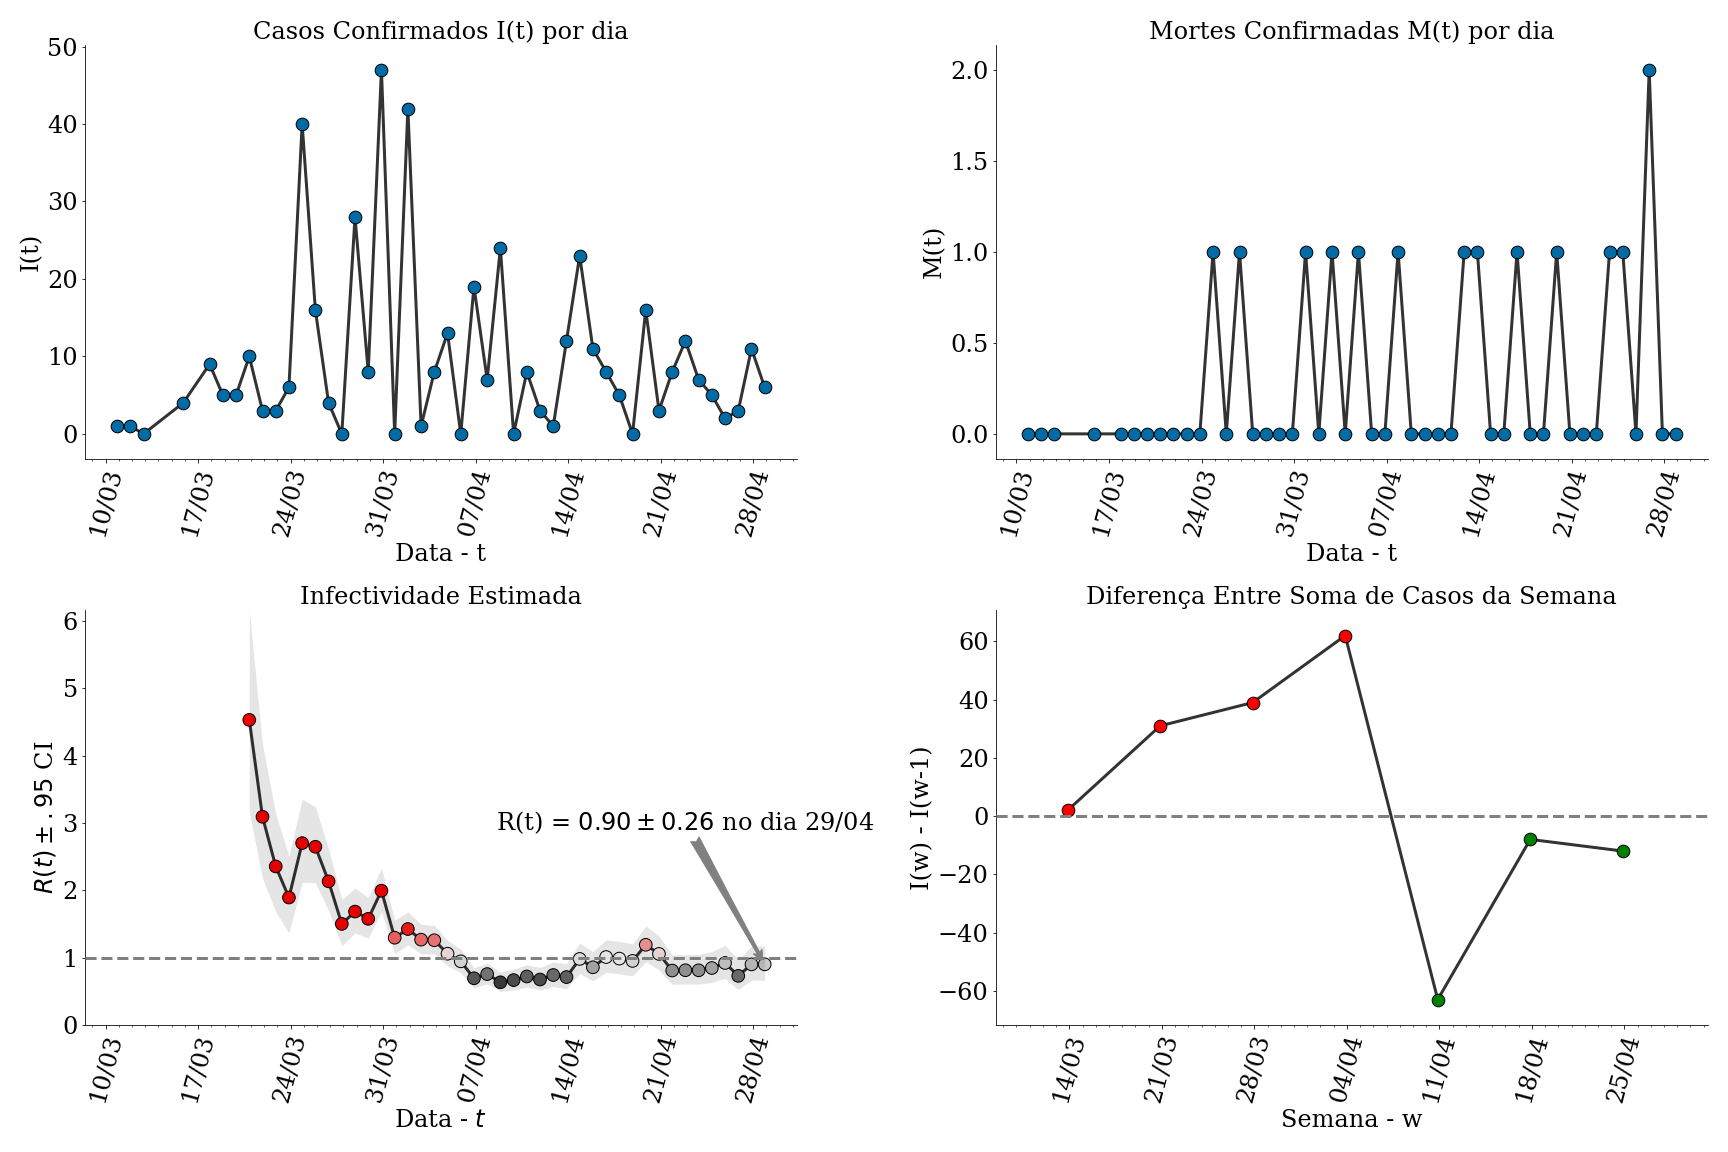 Casos Confirmados I(t) por dia
I(t)
50
40
30
20
10
0
10/03 17/03 24/03 31/03 07/04 14/04 21/04 28/04
Data - t
Mortes Confirmadas M(t) por dia
M(t)
2.0
1.5
1.0
0.5
0.0
10/03 17/03 24/03 31/03 07/04 14/04 21/04 28/04
Data - t
Infectividade Estimada
R(t) ± .95 CI
6
5
4
3
2
1
0
R(t) = 0.90 ± 0.26 no dia 29/04
10/03 17/03 24/03 31/03 07/04 14/04 21/04 28/04
Data - t
Diferença Entre Soma de Casos da Semana
I(w) - I(w-1)
60
40
20
0
−20
−40
−60
14/03 21/03 28/03 04/04 11/04 18/04 25/04
Semana - w